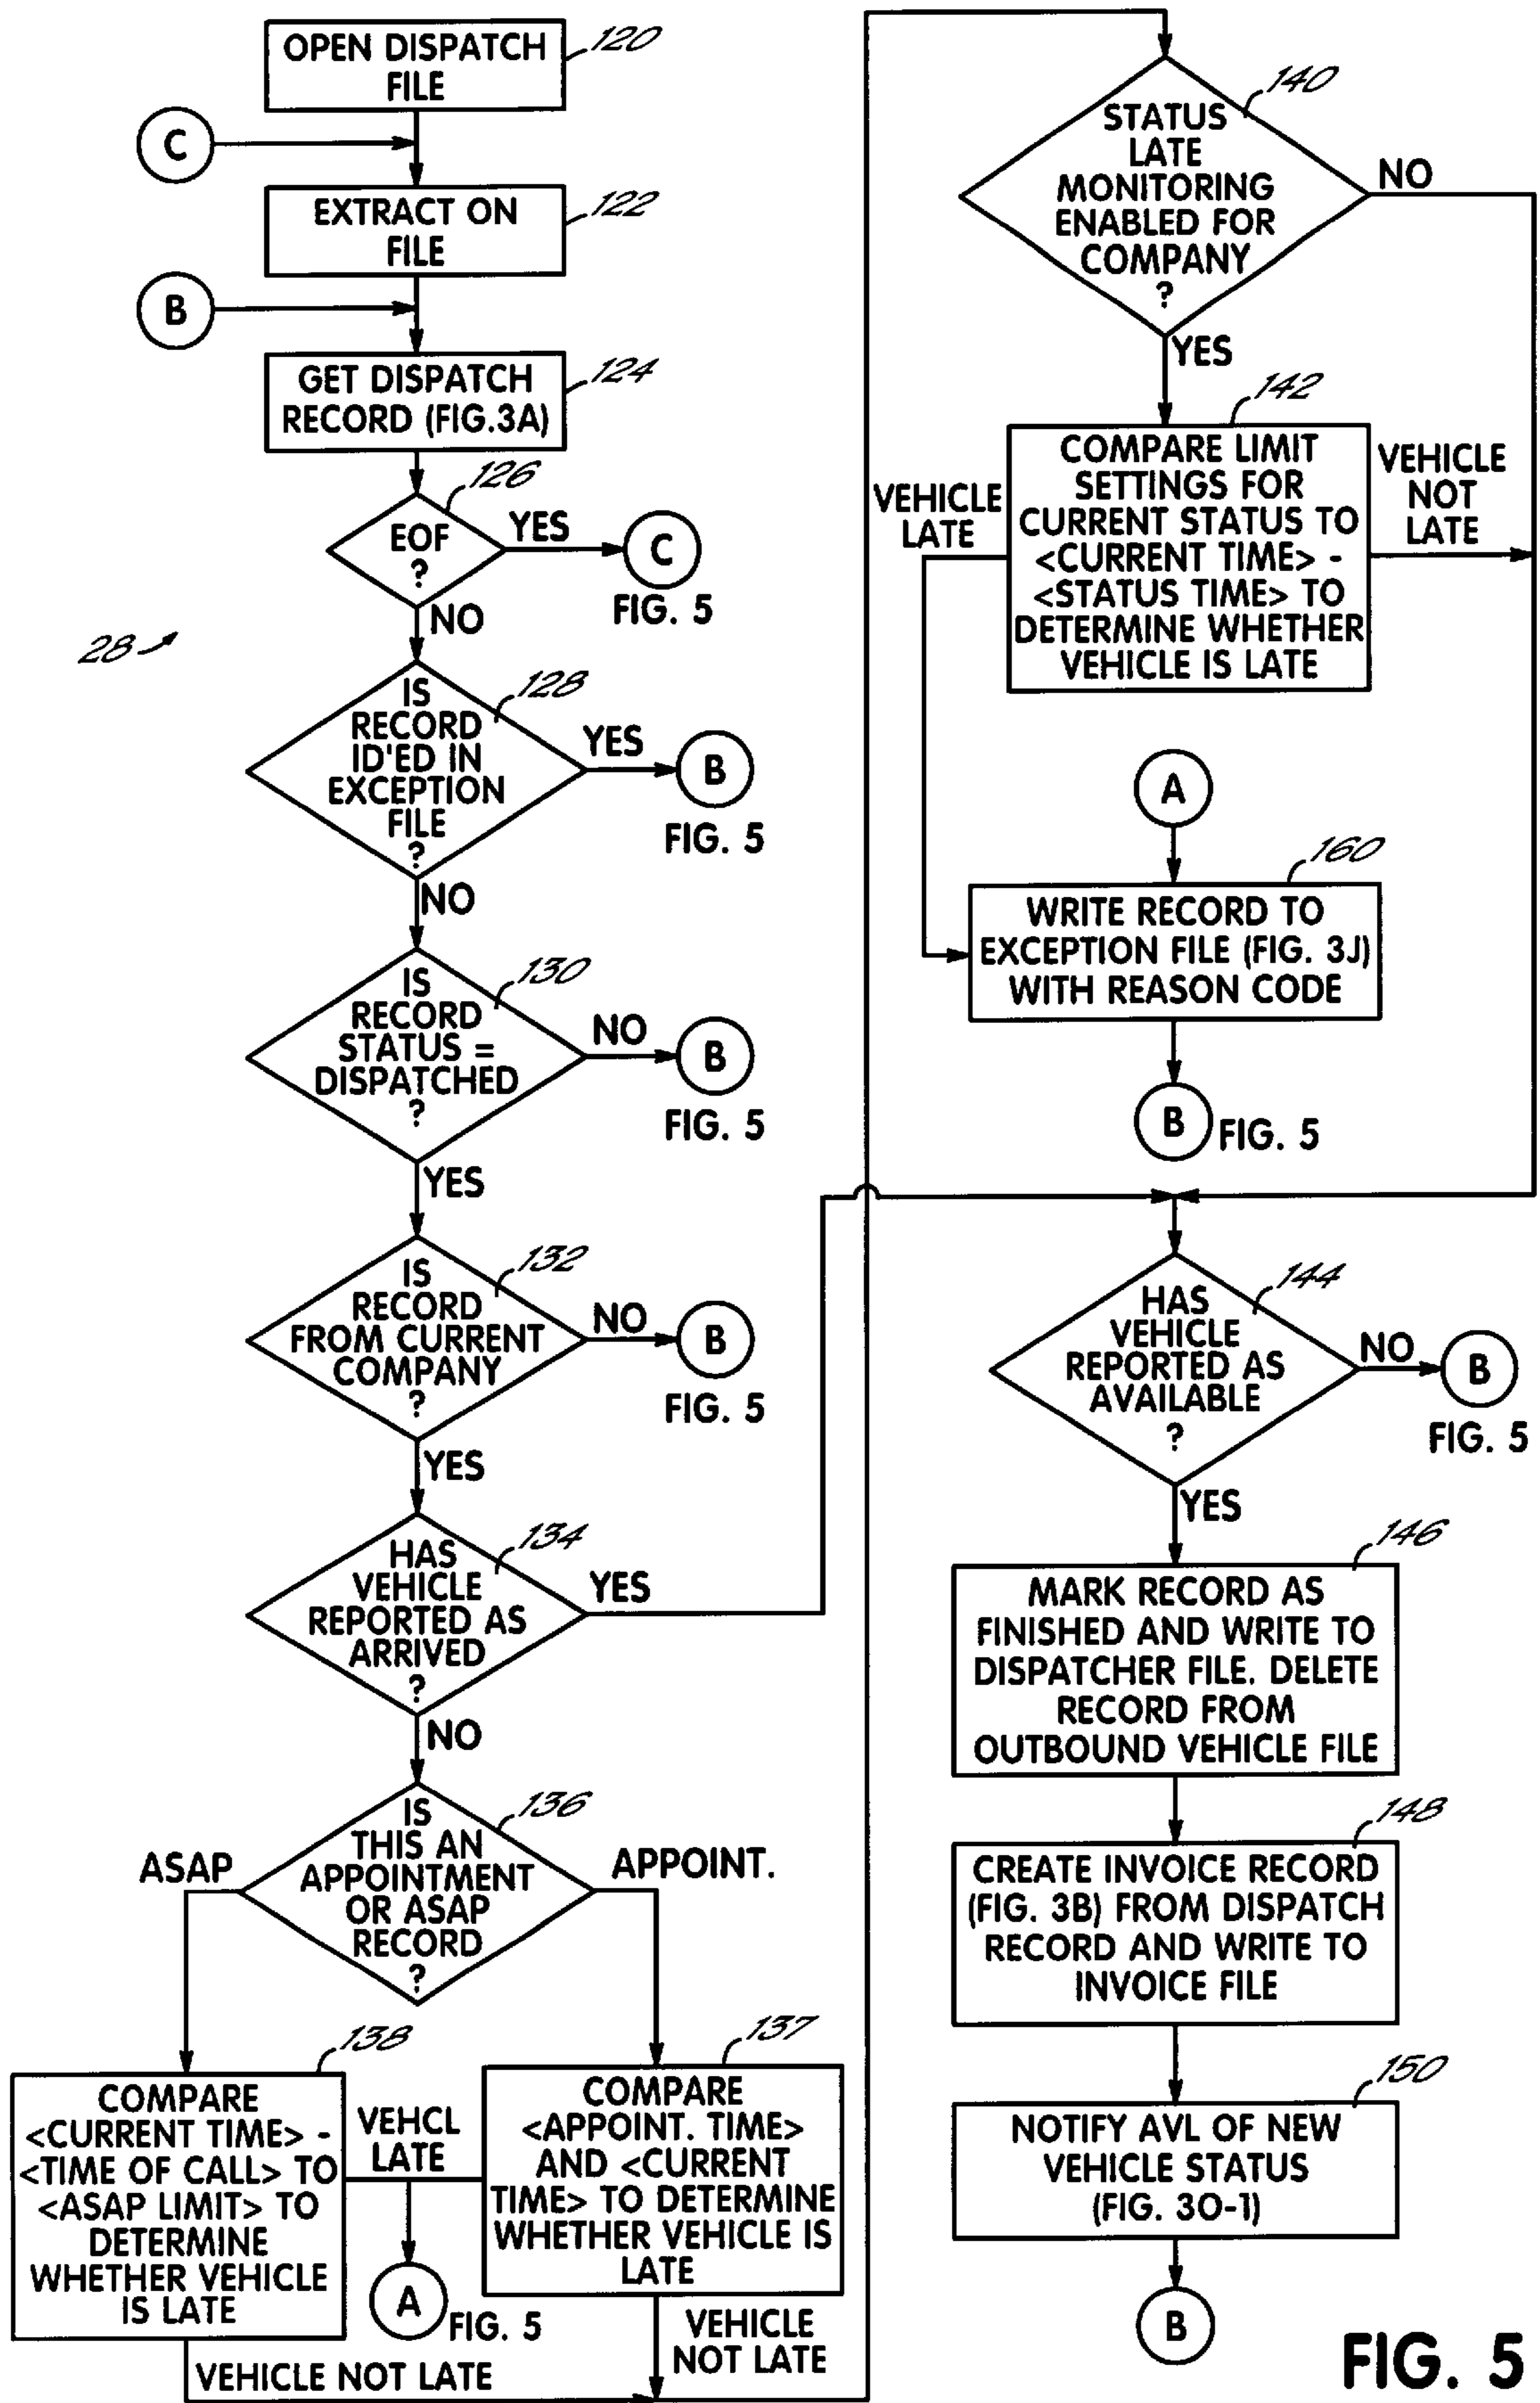 OPEN DISPATCH
FILE
120
C
EXTRACT ON
FILE
122
B
GET DISPATCH
RECORD (FIG.3A)
124
126
EOF
?
YES
C
FIG. 5
NO
28
128
IS
RECORD
ID'ED IN
EXCEPTION
FILE
?
YES
B
FIG. 5
NO
130
IS
RECORD
STATUS =
DISPATCHED
?
NO
B
FIG. 5
YES
132
IS
RECORD
FROM CURRENT
COMPANY
?
NO
B
FIG. 5
YES
134
HAS
VEHICLE
REPORTED AS
ARRIVED
?
YES
NO
136
IS
THIS AN
APPOINTMENT
OR ASAP
RECORD
?
ASAP
APPOINT.
138
COMPARE
<CURRENT TIME> -
<TIME OF CALL> TO
<ASAP LIMIT> TO
DETERMINE
WHETHER VEHICLE
IS LATE
VEHCL
LATE
A
FIG. 5
137
COMPARE
<APPOINT. TIME>
AND <CURRENT
TIME> TO DETERMINE
WHETHER VEHICLE IS
LATE
VEHICLE NOT LATE
VEHICLE
NOT LATE
140
STATUS
LATE
MONITORING
ENABLED FOR
COMPANY
?
NO
YES
142
COMPARE LIMIT
SETTINGS FOR
CURRENT STATUS TO
<CURRENT TIME> -
<STATUS TIME> TO
DETERMINE WHETHER
VEHICLE IS LATE
VEHICLE
LATE
VEHICLE
NOT
LATE
A
160
WRITE RECORD TO
EXCEPTION FILE (FIG. 3J)
WITH REASON CODE
B
FIG. 5
144
HAS
VEHICLE
REPORTED AS
AVAILABLE
?
NO
B
FIG. 5
YES
146
MARK RECORD AS
FINISHED AND WRITE TO
DISPATCHER FILE. DELETE
RECORD FROM
OUTBOUND VEHICLE FILE
148
CREATE INVOICE RECORD
(FIG. 3B) FROM DISPATCH
RECORD AND WRITE TO
INVOICE FILE
150
NOTIFY AVL OF NEW
VEHICLE STATUS
(FIG. 3O-1)
B
FIG. 5